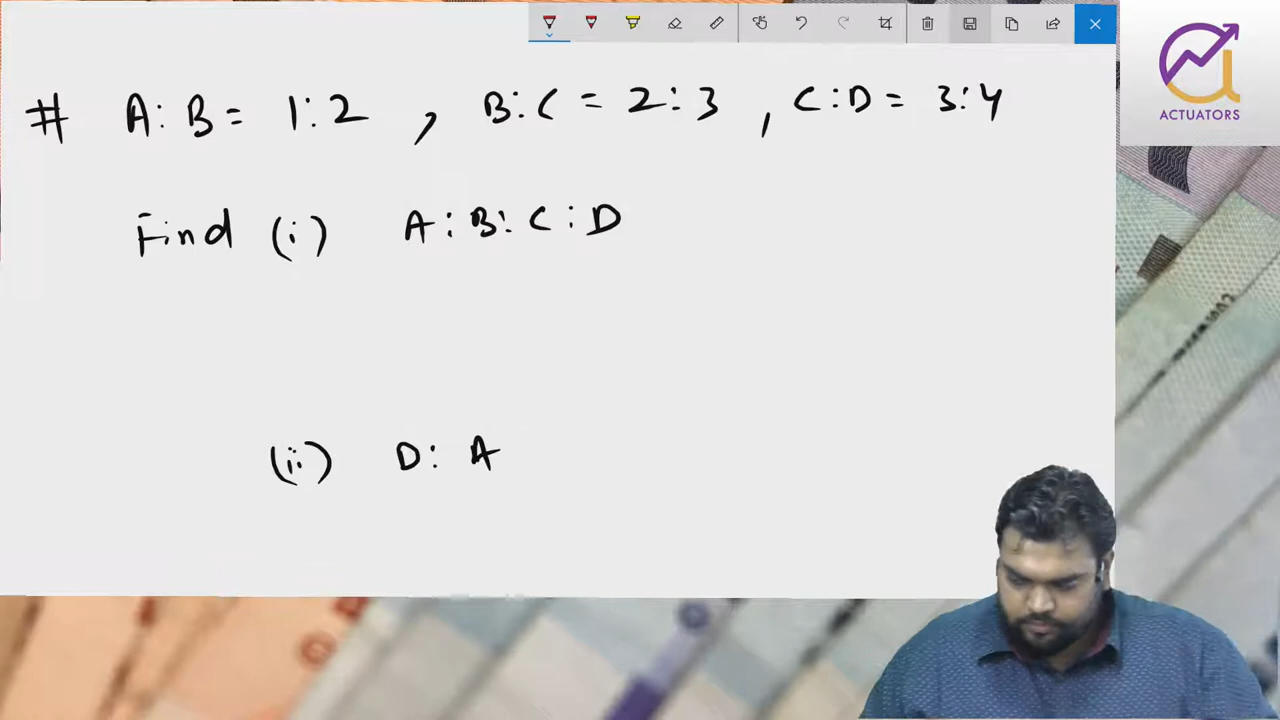 # A:B = 1:2 , B:C = 2:3 , C:D = 3:4
Find (i) A:B:C:D
(ii) D:A
ACTUATORS